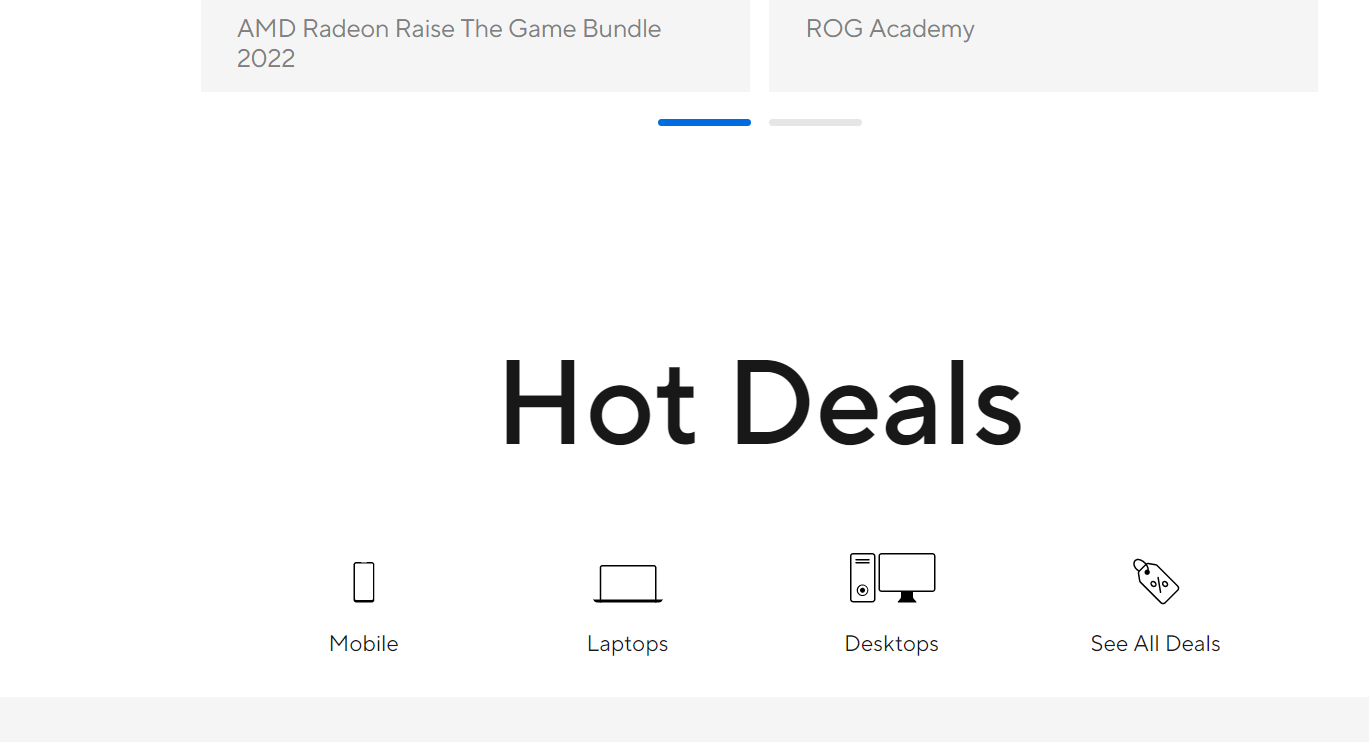 AMD Radeon Raise The Game Bundle
2022
ROG Academy
Hot Deals
Mobile
Laptops
Desktops
See All Deals